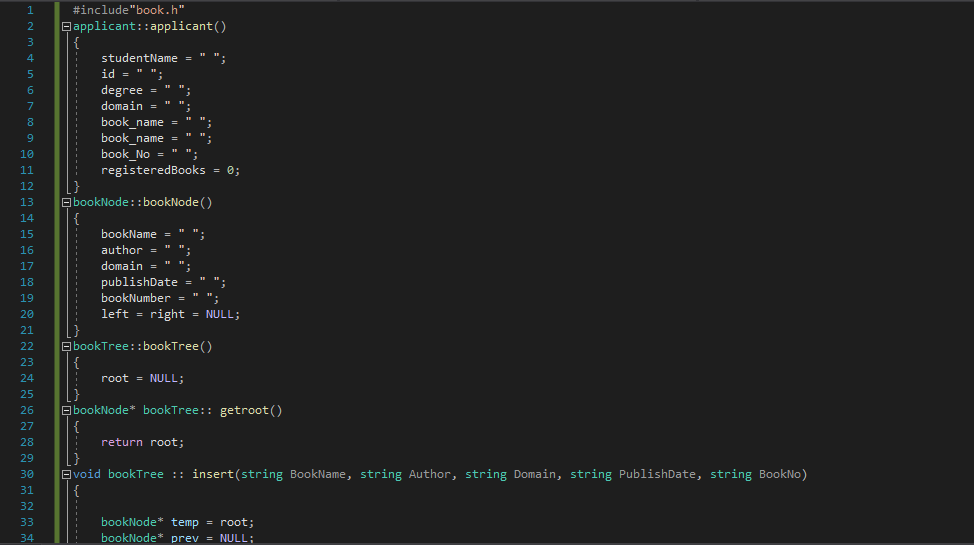 1 #include"book.h"
2 applicant::applicant()
3 {
4 studentName = " ";
5 id = " ";
6 degree = " ";
7 domain = " ";
8 book_name = " ";
9 book_name = " ";
10 book_No = " ";
11 registeredBooks = 0;
12 }
13 bookNode::bookNode()
14 {
15 bookName = " ";
16 author = " ";
17 domain = " ";
18 publishDate = " ";
19 bookNumber = " ";
20 left = right = NULL;
21 }
22 bookTree::bookTree()
23 {
24 root = NULL;
25 }
26 bookNode* bookTree:: getroot()
27 {
28 return root;
29 }
30 void bookTree :: insert(string BookName, string Author, string Domain, string PublishDate, string BookNo)
31 {
32
33 bookNode* temp = root;
34 bookNode* prev = NULL;